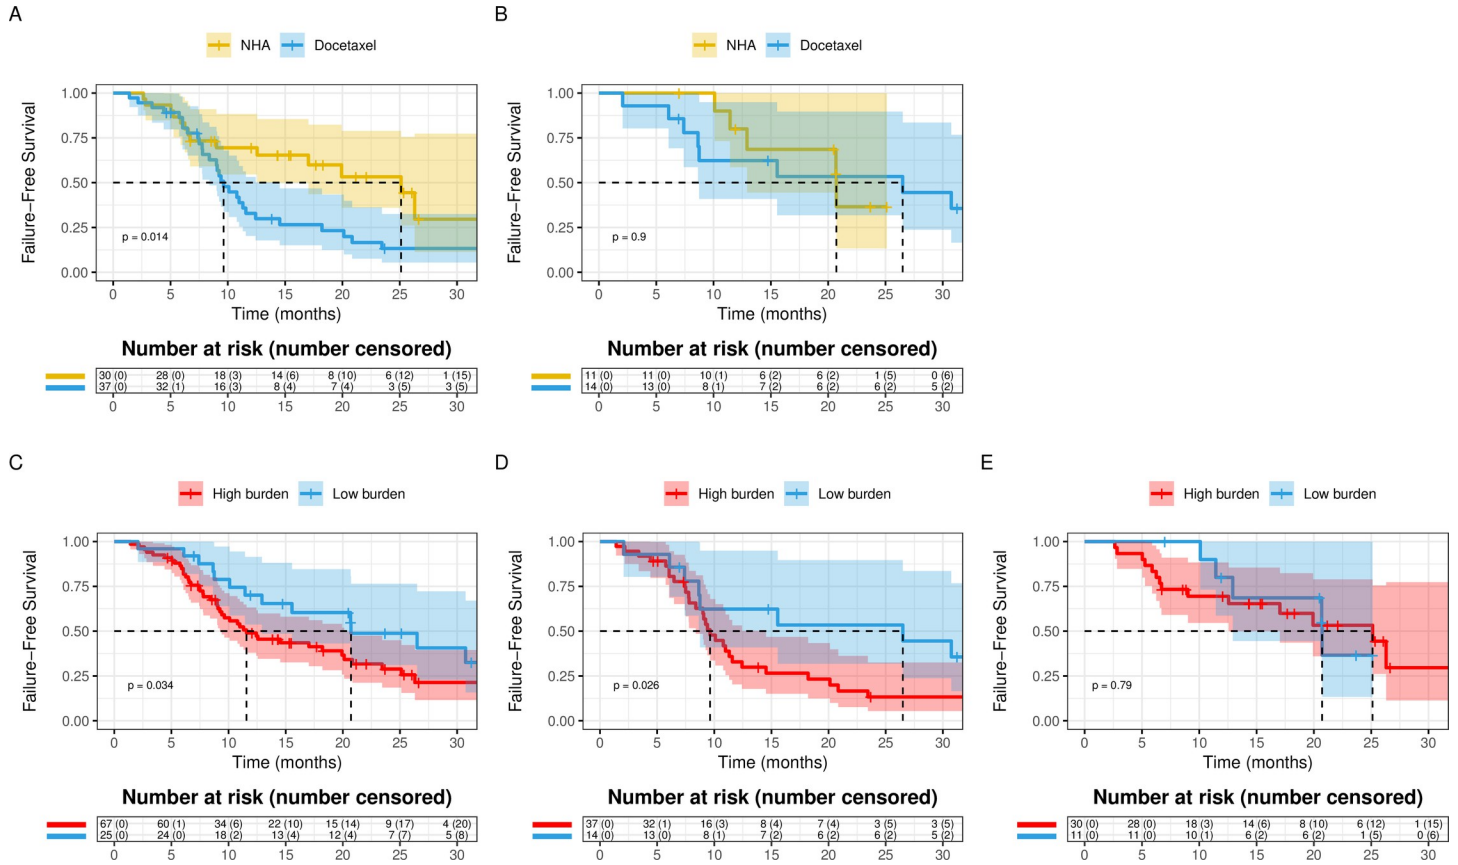 A
NHA Docetaxel
1.00
0.75
0.50
0.25
0.00
Failure−Free Survival
p = 0.014
0 5 10 15 20 25 30
Time (months)
Number at risk (number censored)
30 (0) 28 (0) 18 (3) 14 (6) 8 (10) 6 (12) 1 (15)
37 (0) 32 (1) 16 (3) 8 (4) 7 (4) 3 (5) 3 (5)
0 5 10 15 20 25 30
B
NHA Docetaxel
1.00
0.75
0.50
0.25
0.00
Failure−Free Survival
p = 0.9
0 5 10 15 20 25 30
Time (months)
Number at risk (number censored)
11 (0) 11 (0) 10 (1) 6 (2) 6 (2) 1 (5) 0 (6)
14 (0) 13 (0) 8 (1) 7 (2) 6 (2) 6 (2) 5 (2)
0 5 10 15 20 25 30
C
High burden Low burden
1.00
0.75
0.50
0.25
0.00
Failure−Free Survival
p = 0.034
0 5 10 15 20 25 30
Time (months)
Number at risk (number censored)
67 (0) 60 (1) 34 (6) 22 (10) 15 (14) 9 (17) 4 (20)
25 (0) 24 (0) 18 (2) 13 (4) 12 (4) 7 (7) 5 (8)
0 5 10 15 20 25 30
D
High burden Low burden
1.00
0.75
0.50
0.25
0.00
Failure−Free Survival
p = 0.026
0 5 10 15 20 25 30
Time (months)
Number at risk (number censored)
37 (0) 32 (1) 16 (3) 8 (4) 7 (4) 3 (5) 3 (5)
14 (0) 13 (0) 8 (1) 7 (2) 6 (2) 6 (2) 5 (2)
0 5 10 15 20 25 30
E
High burden Low burden
1.00
0.75
0.50
0.25
0.00
Failure−Free Survival
p = 0.79
0 5 10 15 20 25 30
Time (months)
Number at risk (number censored)
30 (0) 28 (0) 18 (3) 14 (6) 8 (10) 6 (12) 1 (15)
11 (0) 11 (0) 10 (1) 6 (2) 6 (2) 1 (5) 0 (6)
0 5 10 15 20 25 30